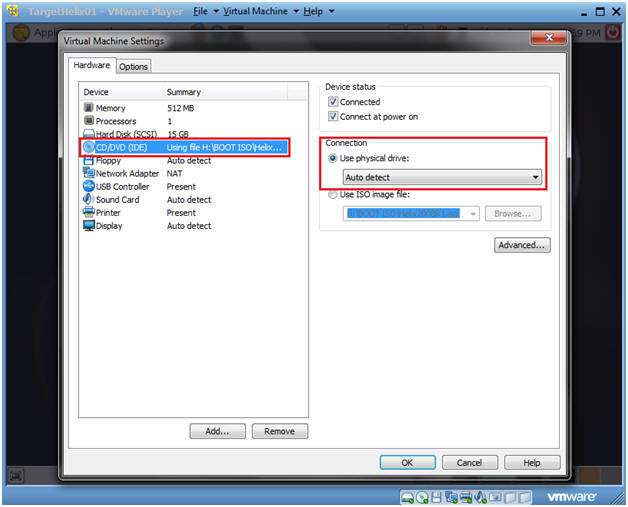 TargetHelix01 - VMware Player File Virtual Machine Help
Appl
59 PM
Virtual Machine Settings
Hardware Options
Device Summary
Memory 512 MB
Processors 1
Hard Disk (SCSI) 15 GB
CD/DVD (IDE) Using file H:\BOOT ISO\Helix...
Floppy Auto detect
Network Adapter NAT
USB Controller Present
Sound Card Auto detect
Printer Present
Display Auto detect
Add... Remove
Device status
Connected
Connect at power on
Connection
Use physical drive:
Auto detect
Use ISO image file:
H:\BOOT ISO\Helix2008R1.iso Browse...
Advanced...
OK Cancel Help
vmware